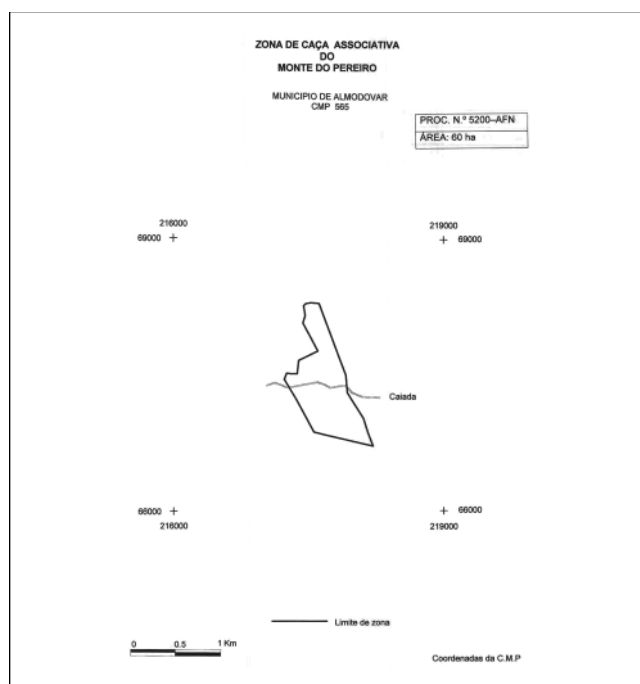 ZONA DE CAÇA ASSOCIATIVA
DO
MONTE DO PEREIRO
MUNICIPIO DE ALMODOVAR
CMP 565
PROC. N.º 5200–AFN
ÁREA: 60 ha
216000
69000
219000
69000
Caiada
66000
216000
66000
219000
Limite de zona
0 0.5 1 Km
Coordenadas da C.M.P